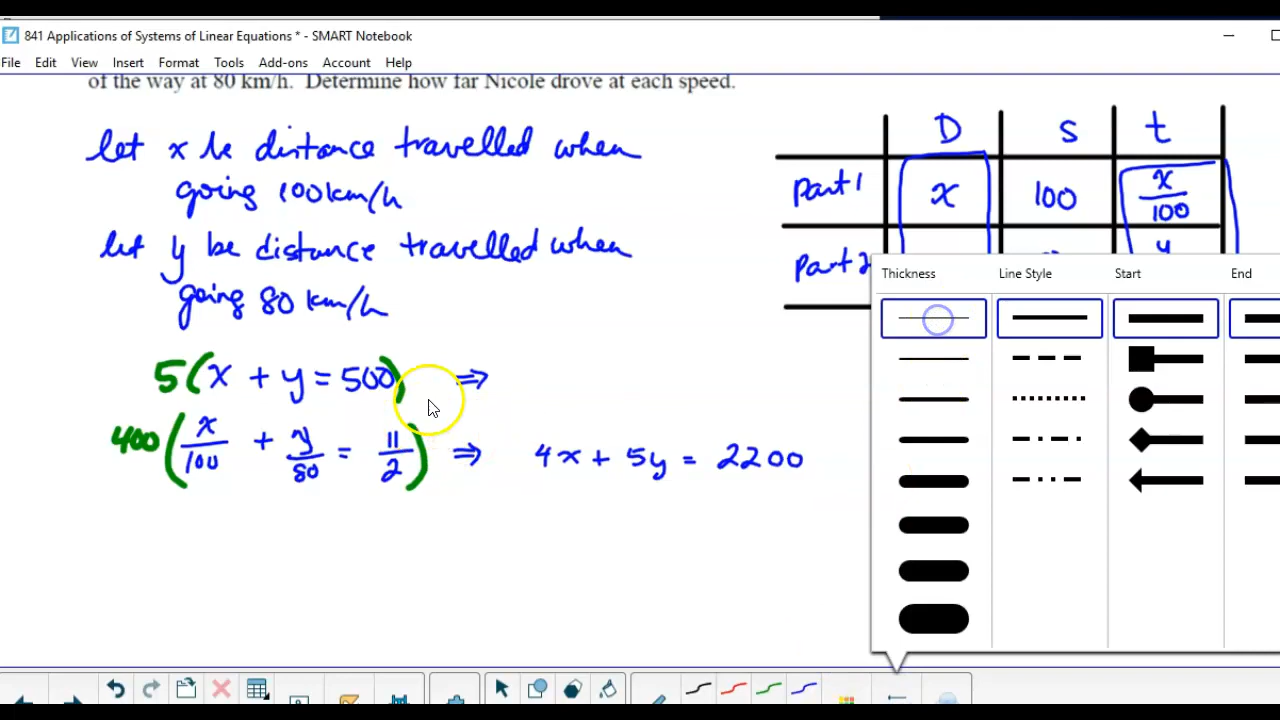 841 Applications of Systems of Linear Equations * - SMART Notebook
File Edit View Insert Format Tools Add-ons Account Help
of the way at 80 km/h. Determine how far Nicole drove at each speed.
let x be distance travelled when
going 100km/h
let y be distance travelled when
going 80 km/h
D s t
Part 1 x 100 x/100
Part 2 y
5(x + y = 500) ⇒
400(x/100 + y/80 = 11/2) ⇒ 4x + 5y = 2200
Thickness Line Style Start End